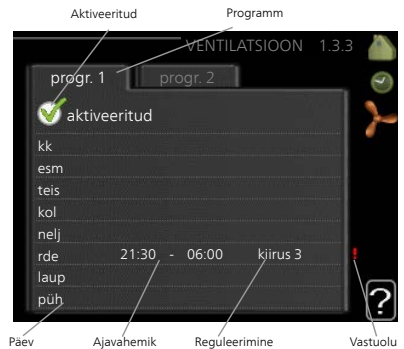 Aktiveeritud Programm
VENTILATSIOON 1.3.3
progr. 1 progr. 2
aktiveeritud
kk
esm
teis
kol
nelj
rde 21:30 - 06:00 kiirus 3 !
laup
püh
?
Päev Ajavahemik Reguleerimine Vastuolu